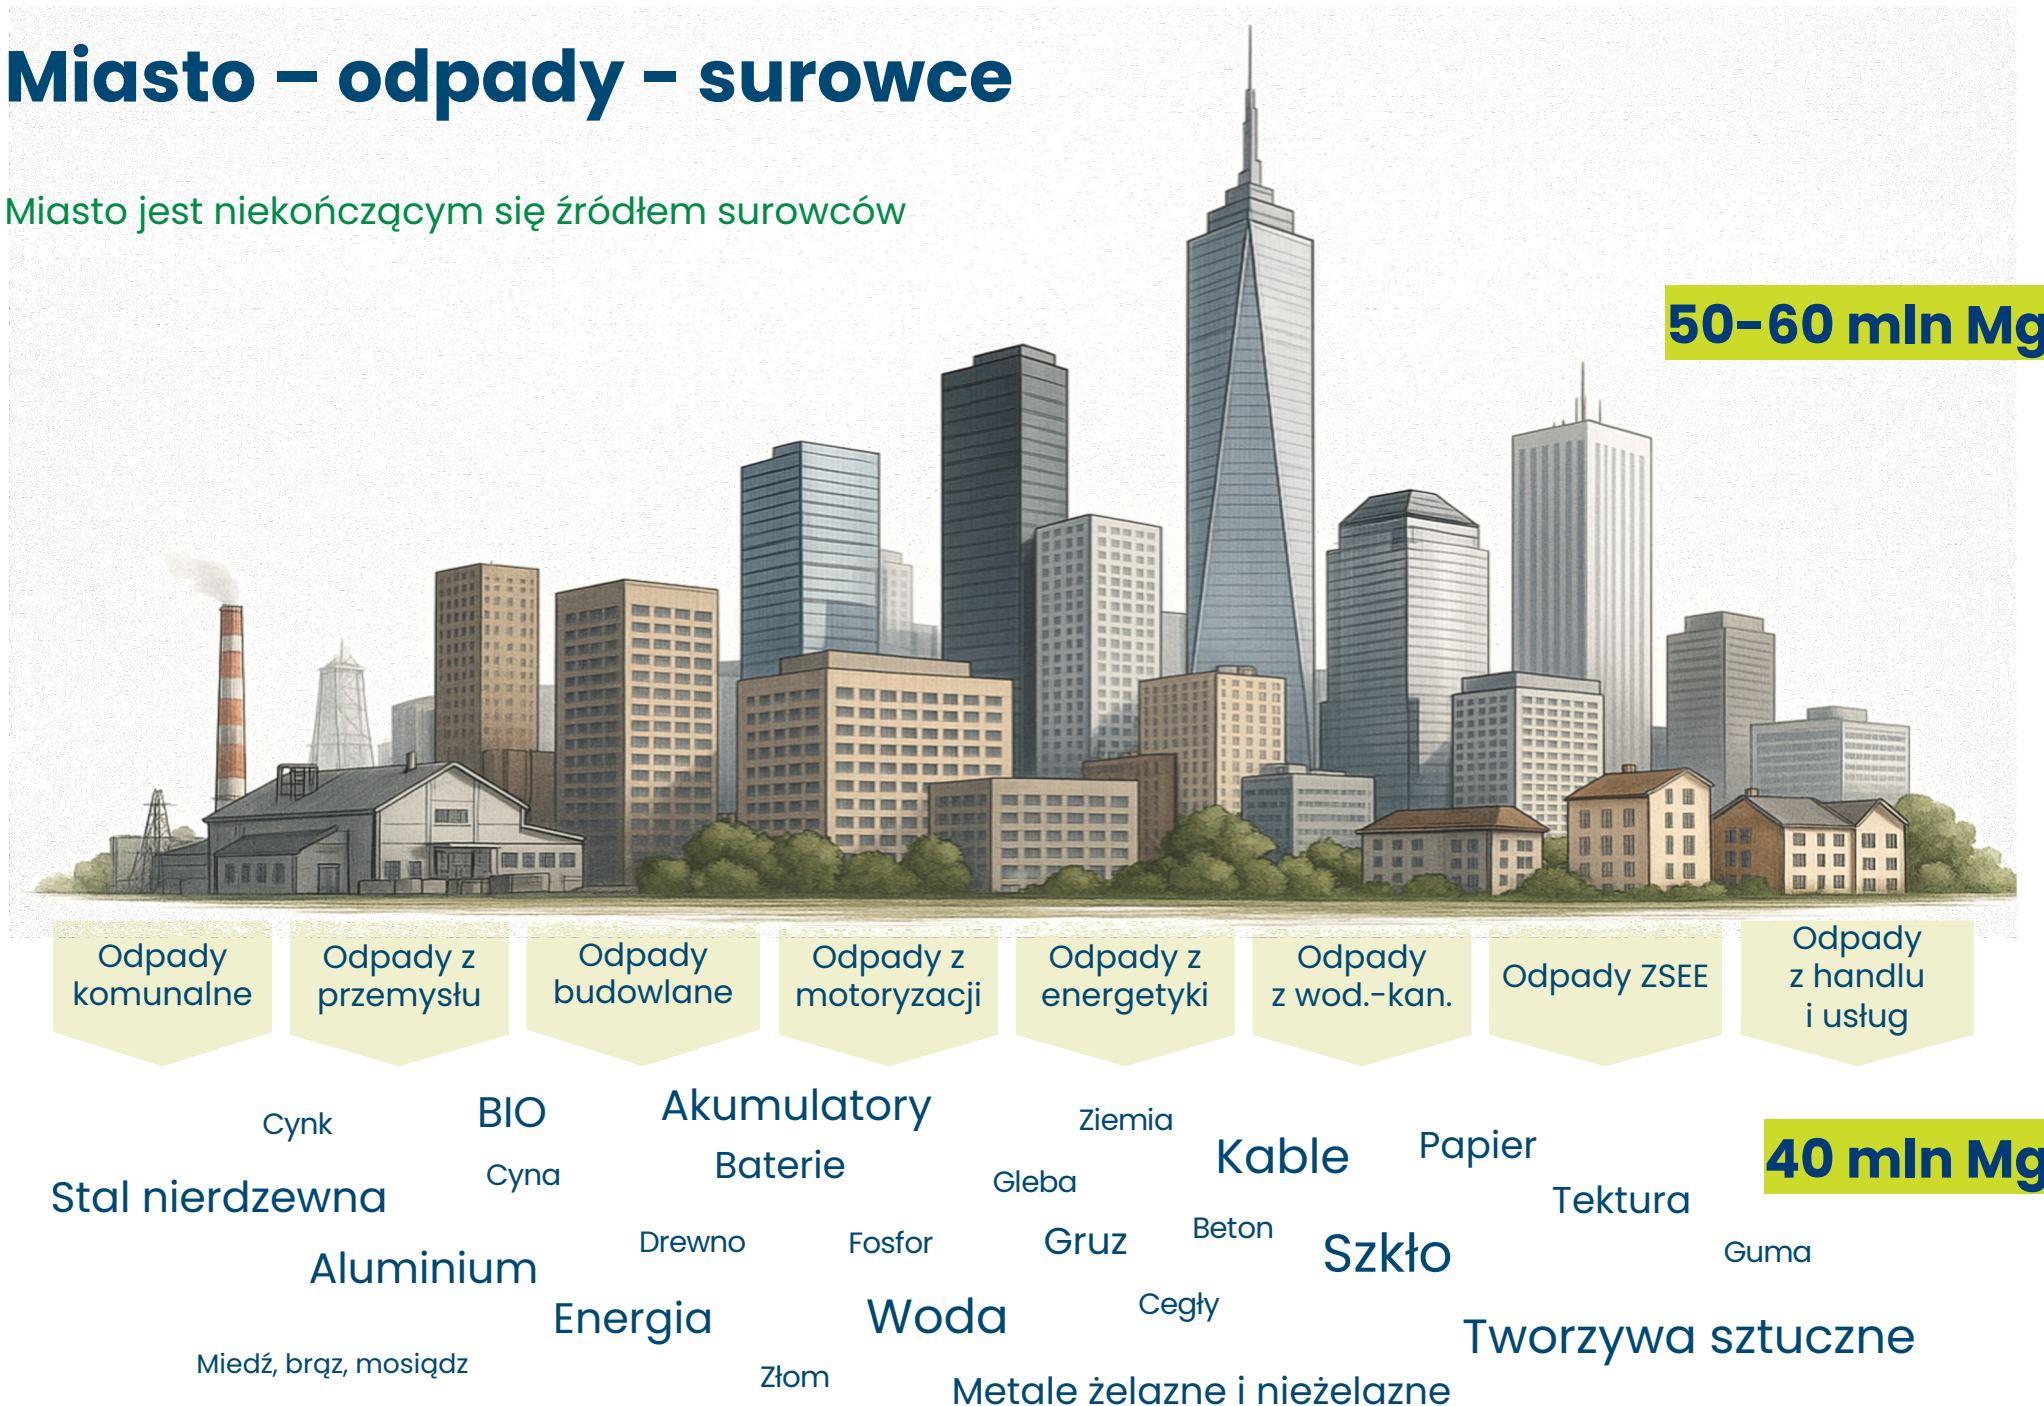 Miasto – odpady - surowce
Miasto jest niekończącym się źródłem surowców
50-60 mln Mg
Odpady
komunalne
Odpady z
przemysłu
Odpady
budowlane
Odpady z
motoryzacji
Odpady z
energetyki
Odpady
z wod.-kan.
Odpady ZSEE
Odpady
z handlu
i usług
Cynk
BIO
Akumulatory
Ziemia
Kable
Papier
40 mln Mg
Stal nierdzewna
Cyna
Baterie
Gleba
Tektura
Aluminium
Drewno
Fosfor
Gruz
Beton
Szkło
Guma
Energia
Woda
Cegły
Tworzywa sztuczne
Miedź, brąz, mosiądz
Złom
Metale żelazne i nieżelazne